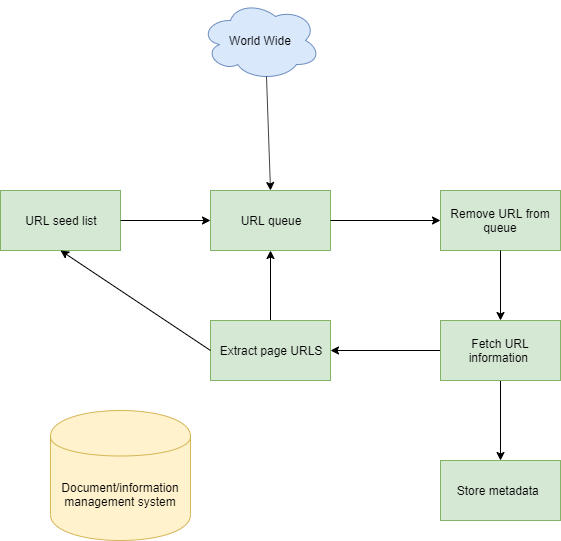 World Wide
URL seed list
URL queue
Remove URL from
queue
Extract page URLS
Fetch URL
information
Document/information
management system
Store metadata